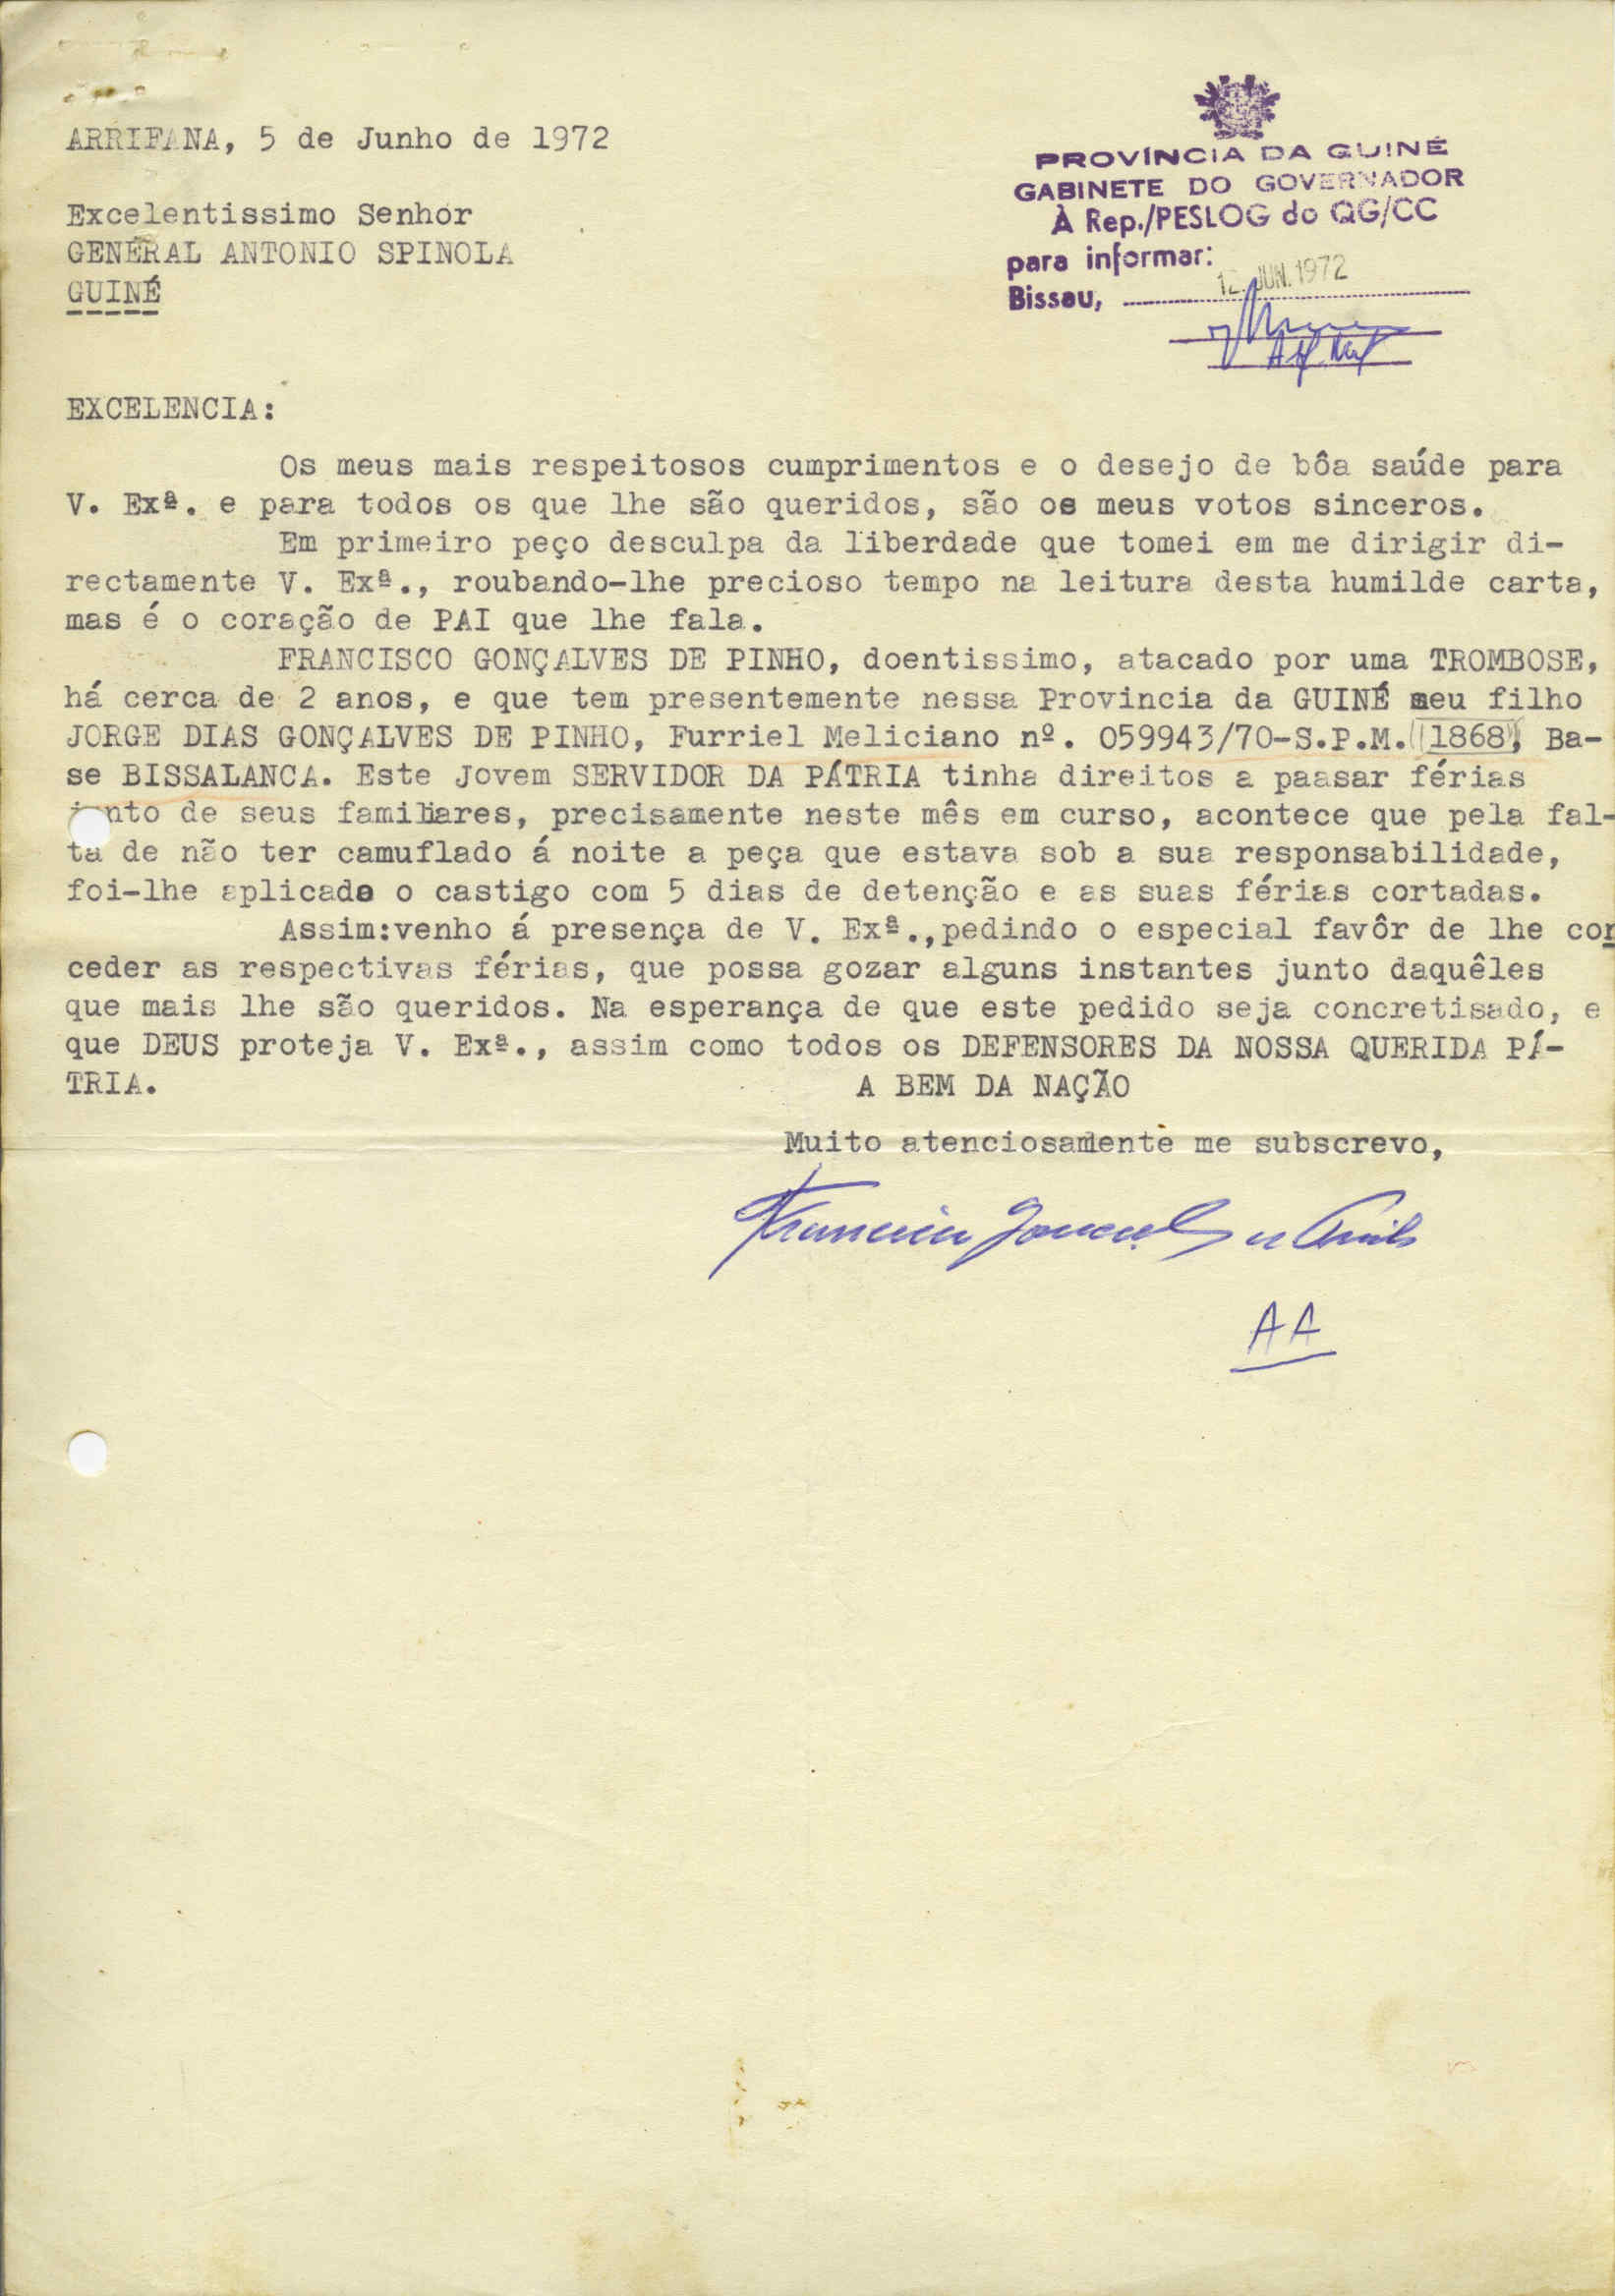 ARRIFANA, 5 de Junho de 1972
PROVÍNCIA DA GUINÉ
GABINETE DO GOVERNADOR
À Rep./PESLOG do QG/CC
para informar:
Bissau, 12. JUN. 1972
Excelentissimo Senhor
GENERAL ANTONIO SPINOLA
GUINÉ
EXCELENCIA:
Os meus mais respeitosos cumprimentos e o desejo de bôa saúde para
V. Exª. e para todos os que lhe são queridos, são os meus votos sinceros.
Em primeiro peço desculpa da liberdade que tomei em me dirigir di-
rectamente V. Exª., roubando-lhe precioso tempo na leitura desta humilde carta,
mas é o coração de PAI que lhe fala.
FRANCISCO GONÇALVES DE PINHO, doentissimo, atacado por uma TROMBOSE,
há cerca de 2 anos, e que tem presentemente nessa Provincia da GUINÉ meu filho
JORGE DIAS GONÇALVES DE PINHO, Furriel Meliciano nº. 059943/70-S.P.M. 1868, Ba-
se BISSALANCA. Este Jovem SERVIDOR DA PÁTRIA tinha direitos a paasar férias
junto de seus familiares, precisamente neste mês em curso, acontece que pela fal-
ta de não ter camuflado á noite a peça que estava sob a sua responsabilidade,
foi-lhe aplicado o castigo com 5 dias de detenção e as suas férias cortadas.
Assim:venho á presença de V. Exª.,pedindo o especial favôr de lhe con
ceder as respectivas férias, que possa gozar alguns instantes junto daquêles
que mais lhe são queridos. Na esperança de que este pedido seja concretisado, e
que DEUS proteja V. Exª., assim como todos os DEFENSORES DA NOSSA QUERIDA PÁ-
TRIA.
A BEM DA NAÇÃO
Muito atenciosamente me subscrevo,
Francisco Gonçalves de Pinho
AA